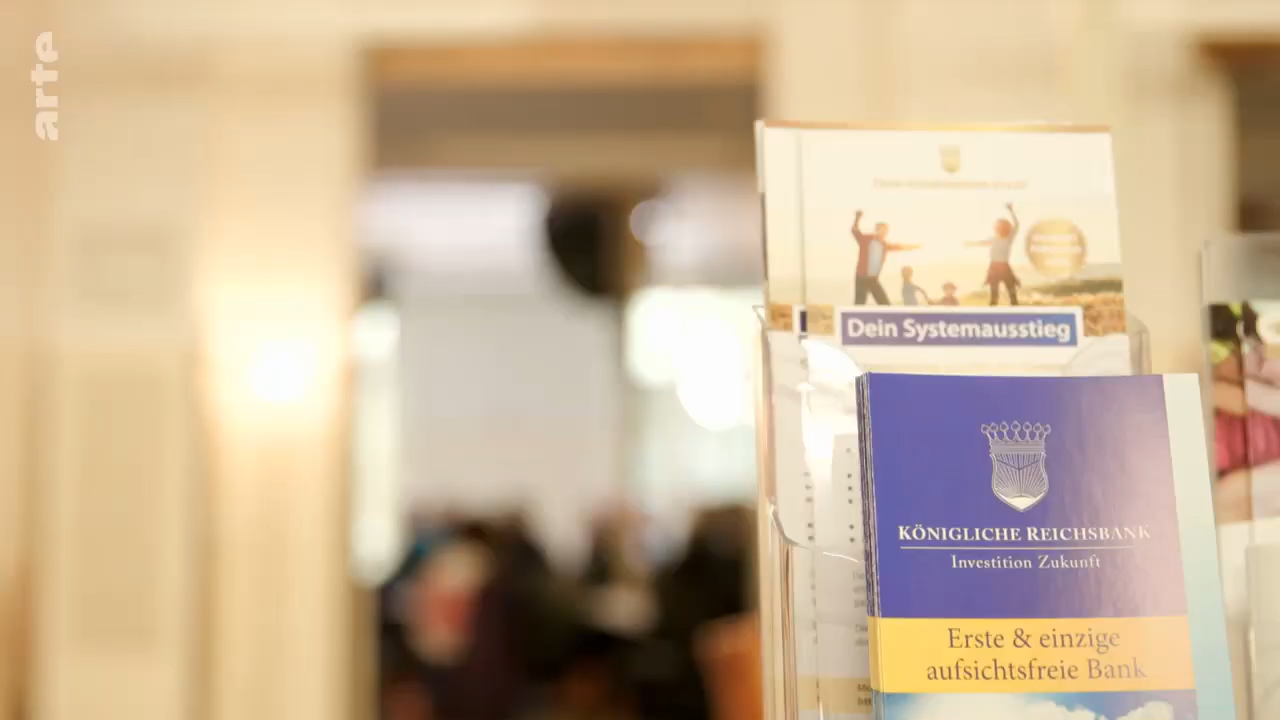 arte
Dein Systemausstieg
KÖNIGLICHE REICHSBANK
Investition Zukunft
Erste & einzige
aufsichtsfreie Bank